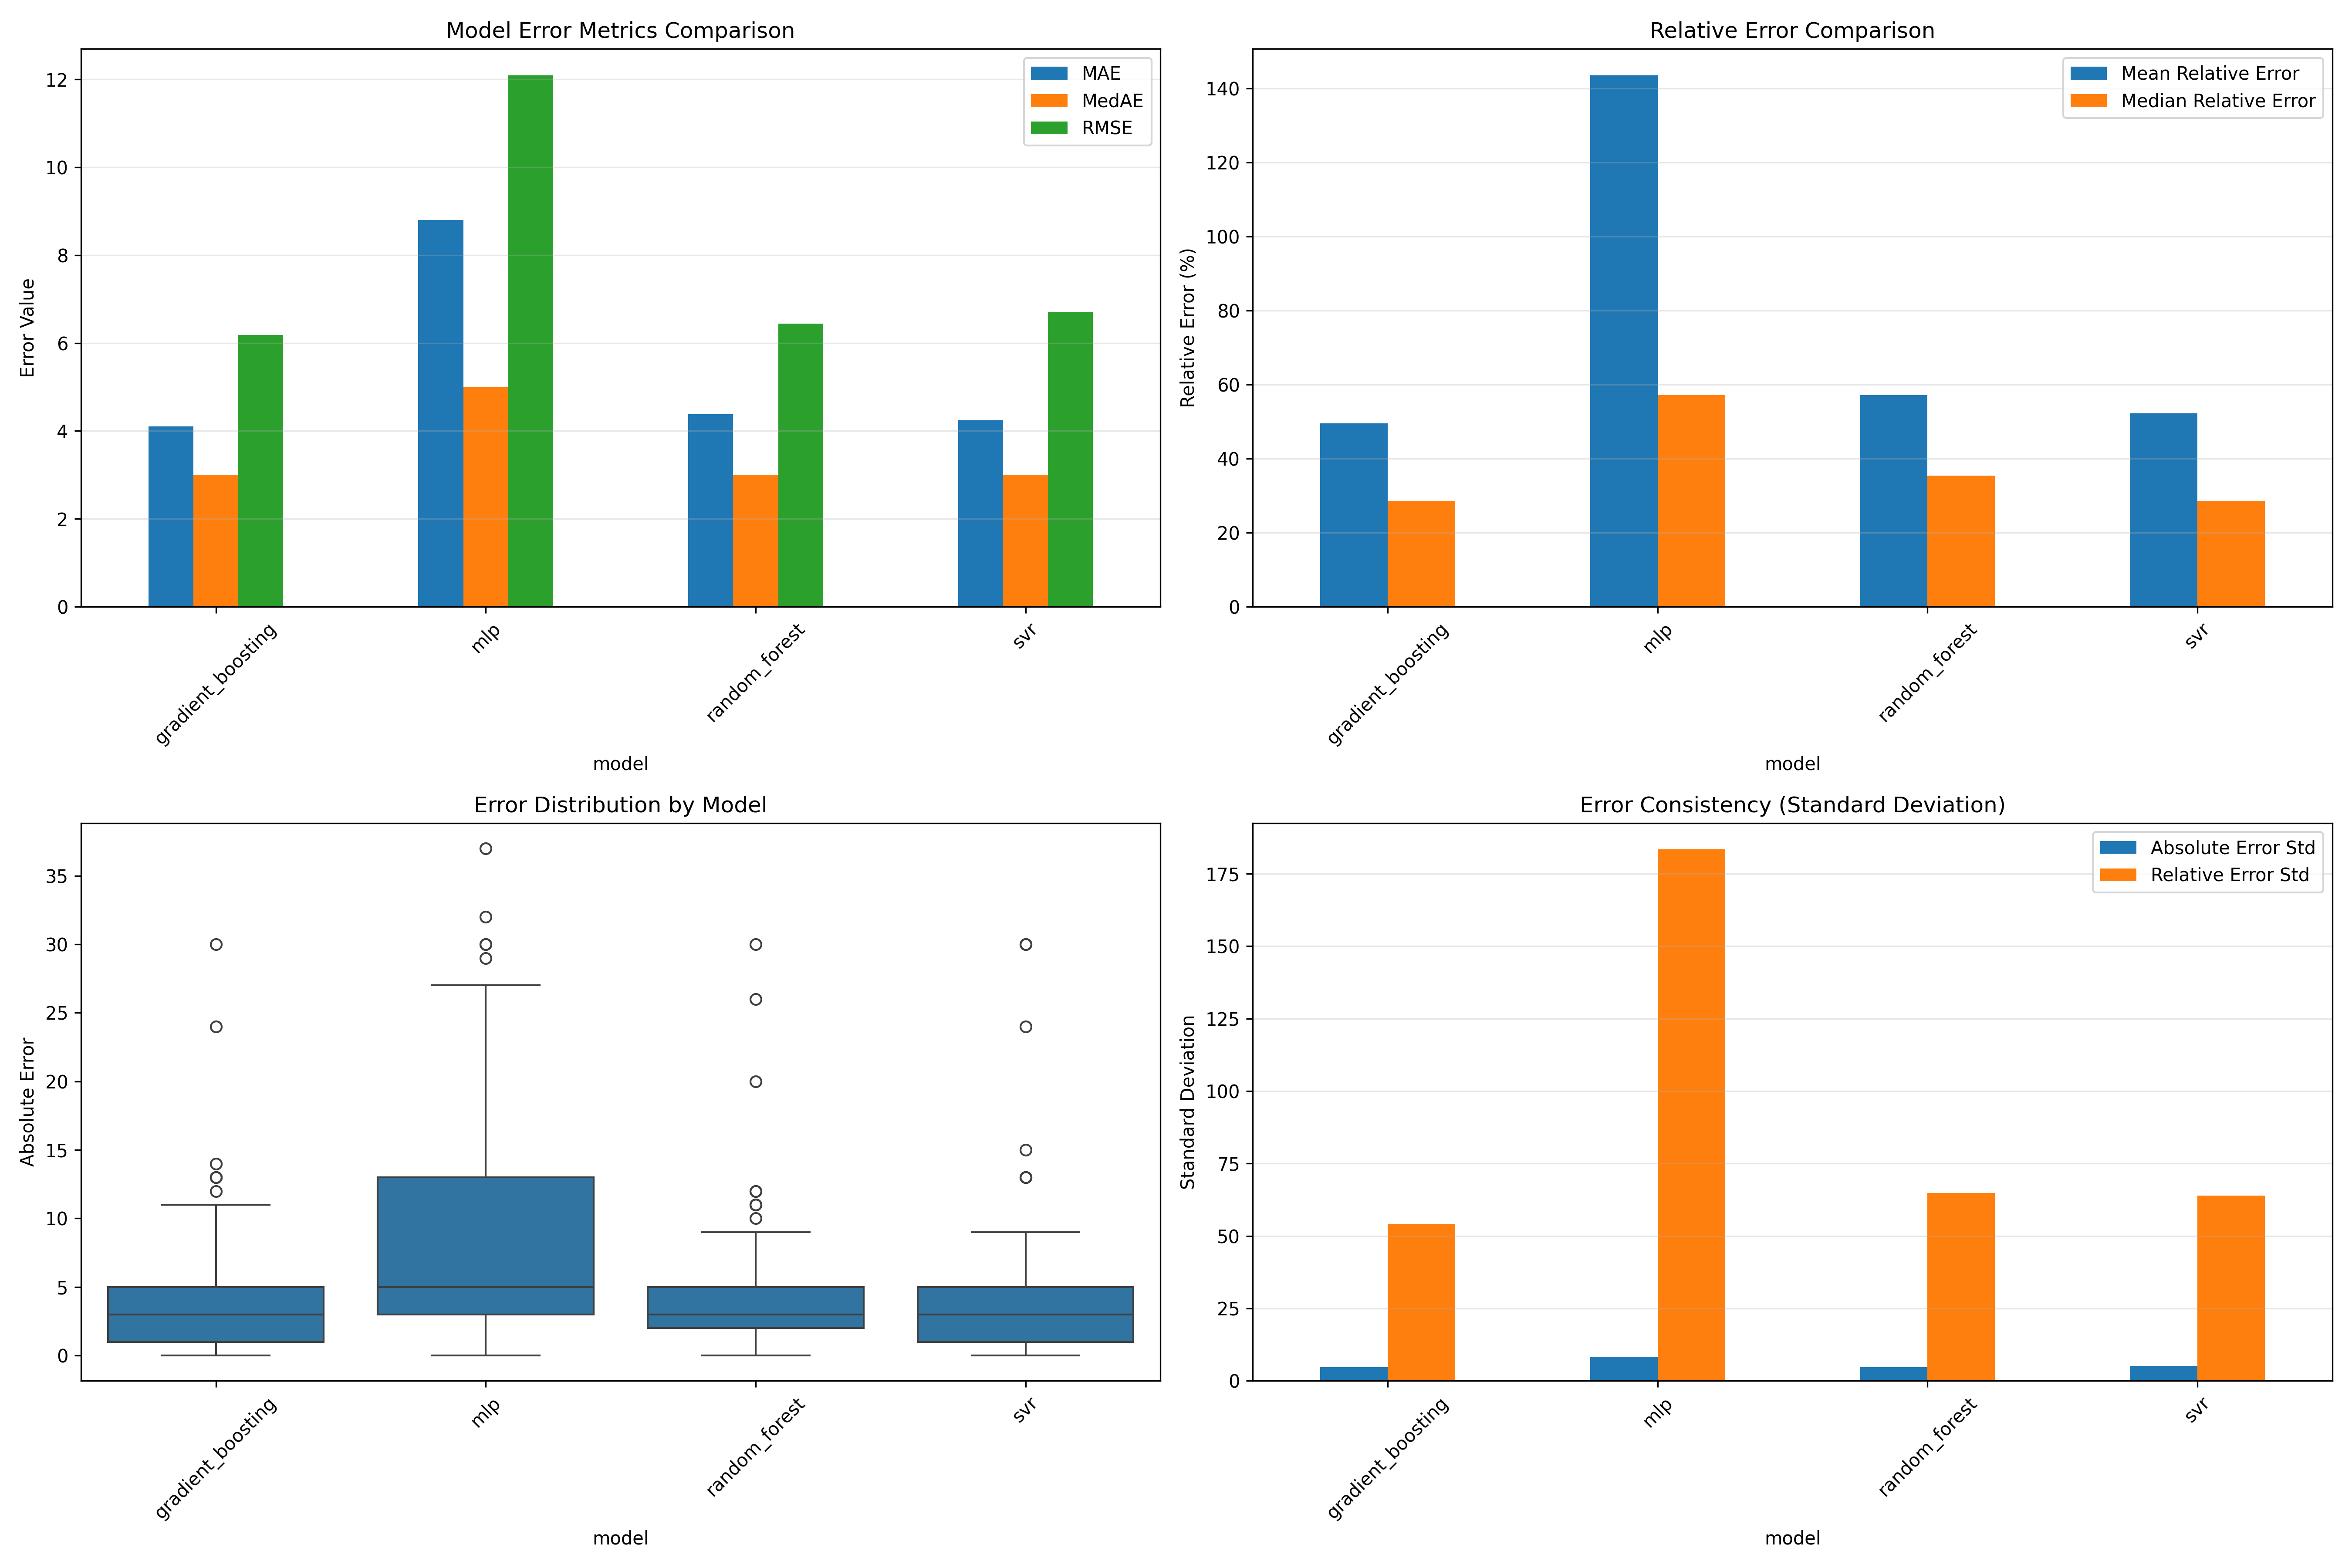 Model Error Metrics Comparison
Error Value
12
10
8
6
4
2
0
MAE
MedAE
RMSE
gradient_boosting
mlp
random_forest
svr
model
Relative Error Comparison
Relative Error (%)
140
120
100
80
60
40
20
0
Mean Relative Error
Median Relative Error
gradient_boosting
mlp
random_forest
svr
model
Error Distribution by Model
Absolute Error
35
30
25
20
15
10
5
0
gradient_boosting
mlp
random_forest
svr
model
Error Consistency (Standard Deviation)
Standard Deviation
175
150
125
100
75
50
25
0
Absolute Error Std
Relative Error Std
gradient_boosting
mlp
random_forest
svr
model